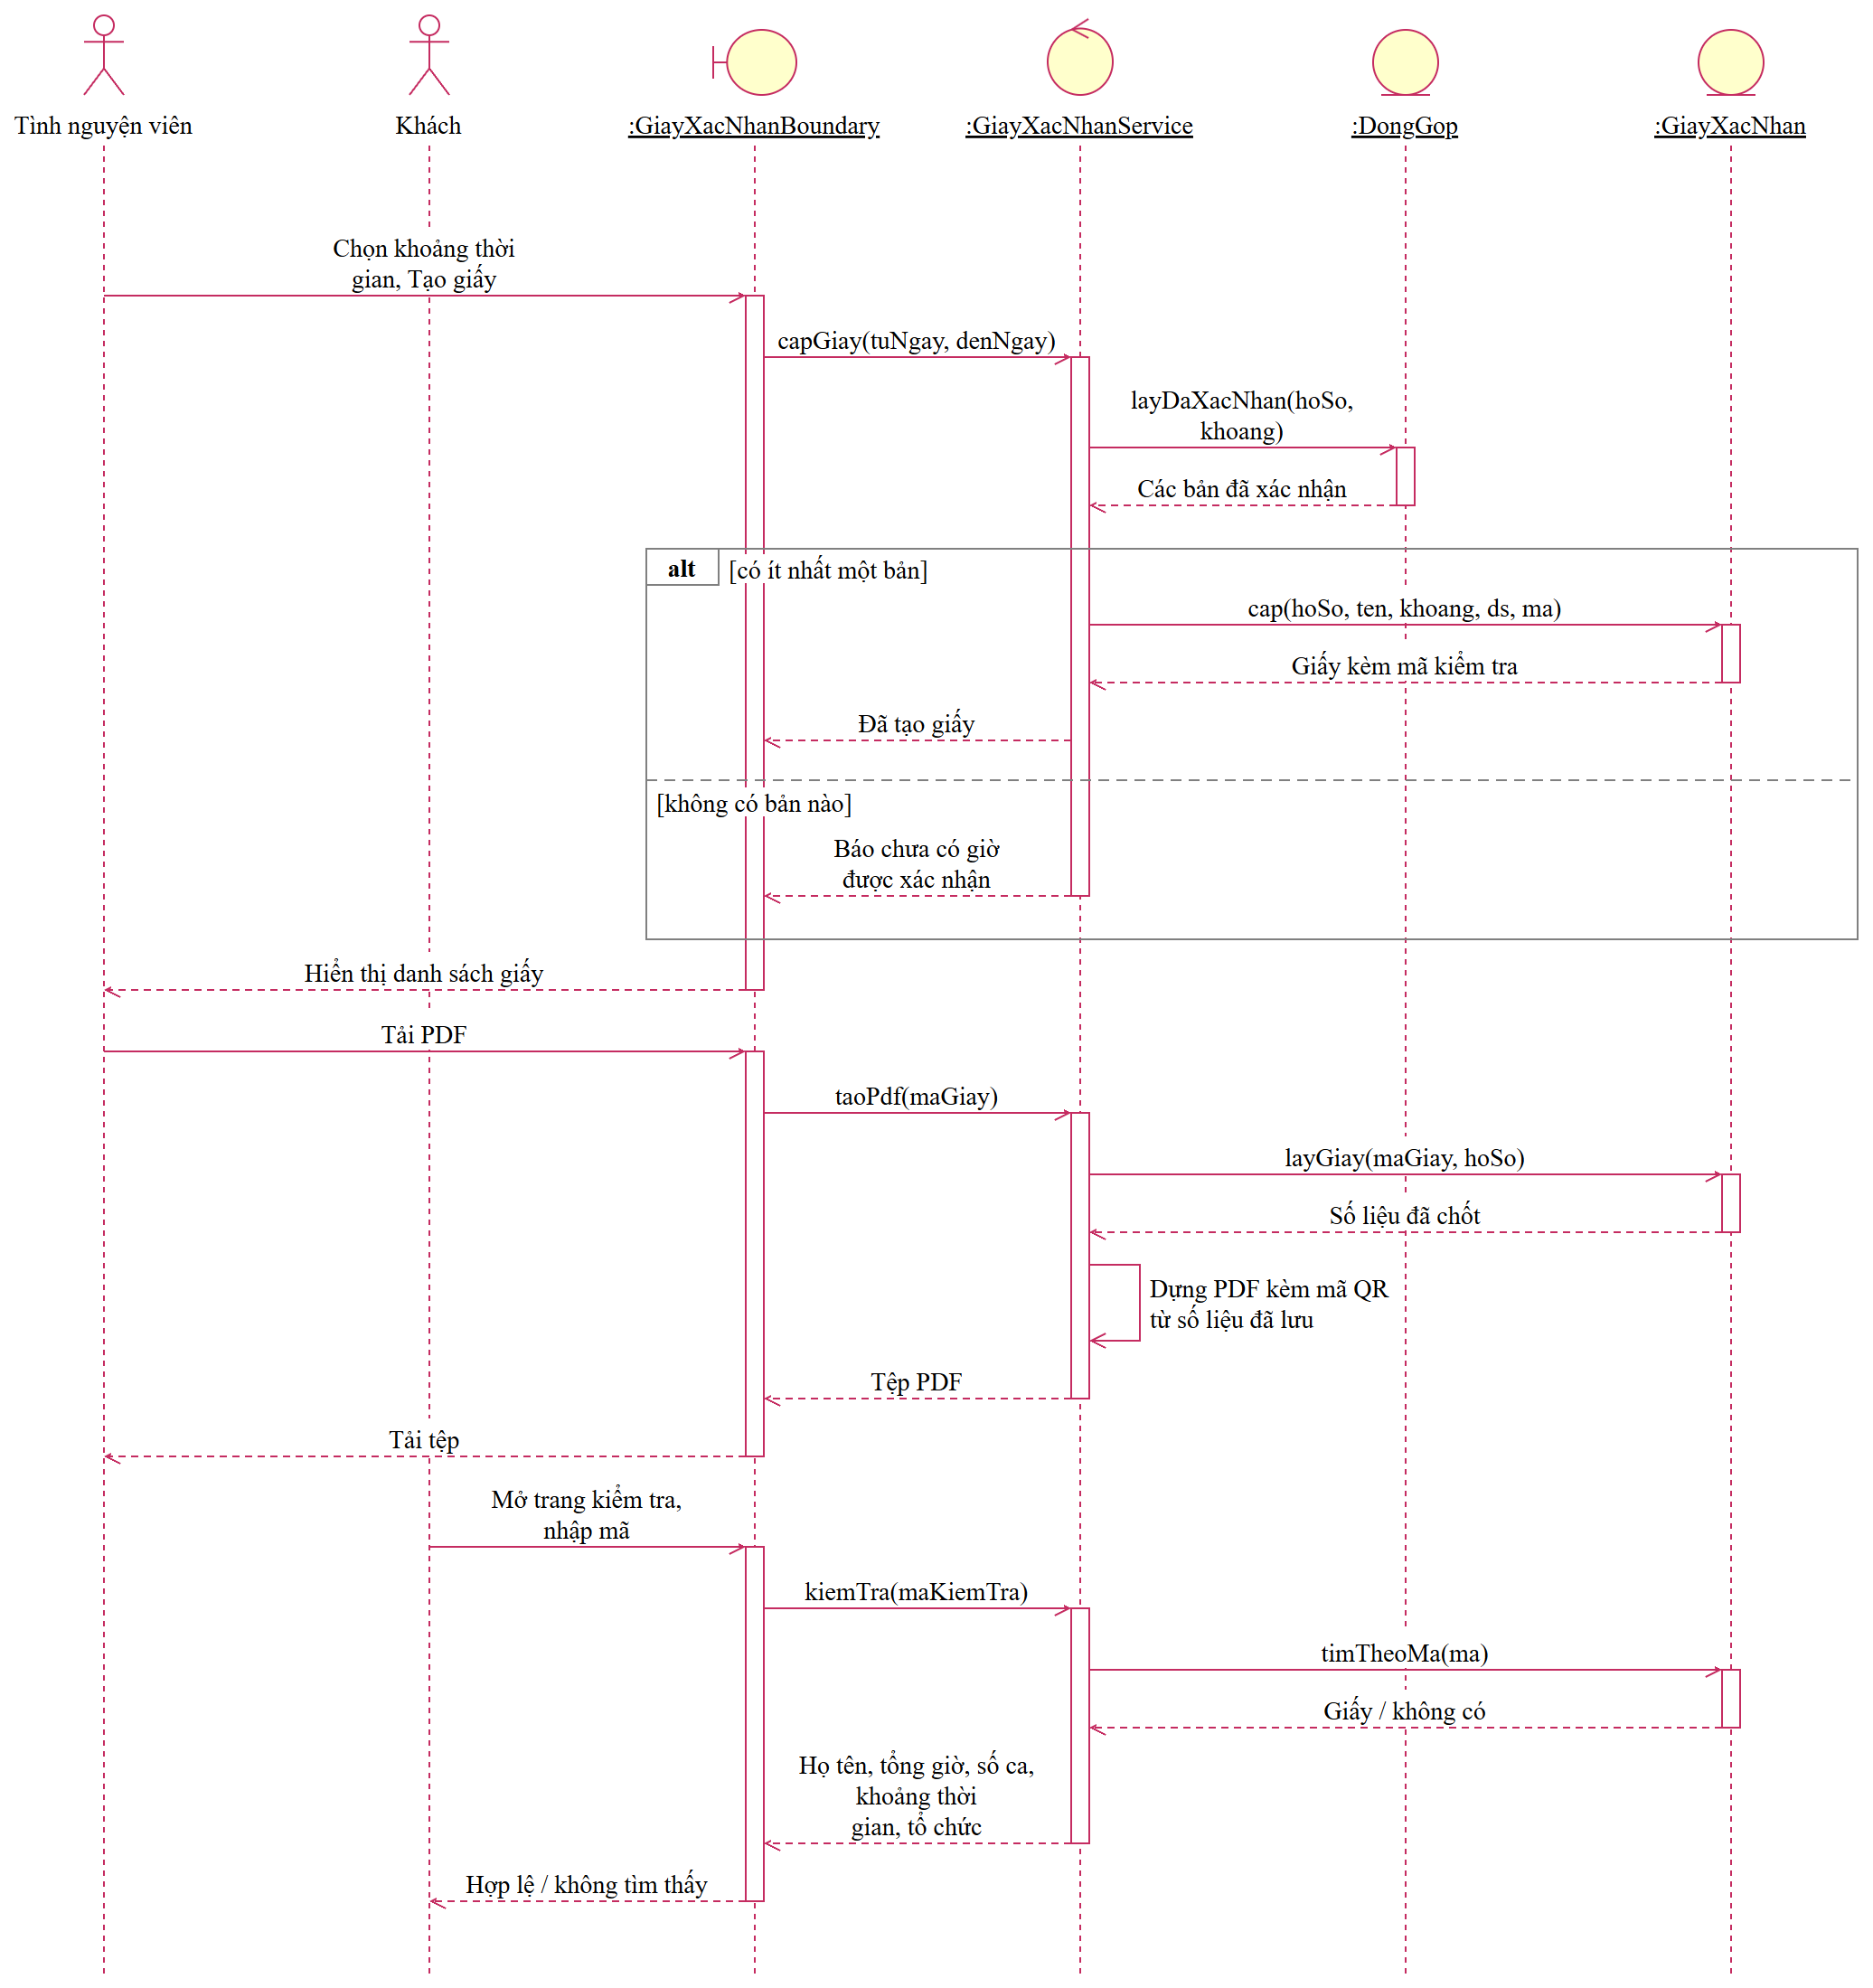 Tình nguyện viên
Khách
:GiayXacNhanBoundary
:GiayXacNhanService
:DongGop
:GiayXacNhan
Chọn khoảng thời
gian, Tạo giấy
capGiay(tuNgay, denNgay)
layDaXacNhan(hoSo,
khoang)
Các bản đã xác nhận
alt
[có ít nhất một bản]
cap(hoSo, ten, khoang, ds, ma)
Giấy kèm mã kiểm tra
Đã tạo giấy
[không có bản nào]
Báo chưa có giờ
được xác nhận
Hiển thị danh sách giấy
Tải PDF
taoPdf(maGiay)
layGiay(maGiay, hoSo)
Số liệu đã chốt
Dựng PDF kèm mã QR
từ số liệu đã lưu
Tệp PDF
Tải tệp
Mở trang kiểm tra,
nhập mã
kiemTra(maKiemTra)
timTheoMa(ma)
Giấy / không có
Họ tên, tổng giờ, số ca,
khoảng thời
gian, tổ chức
Hợp lệ / không tìm thấy